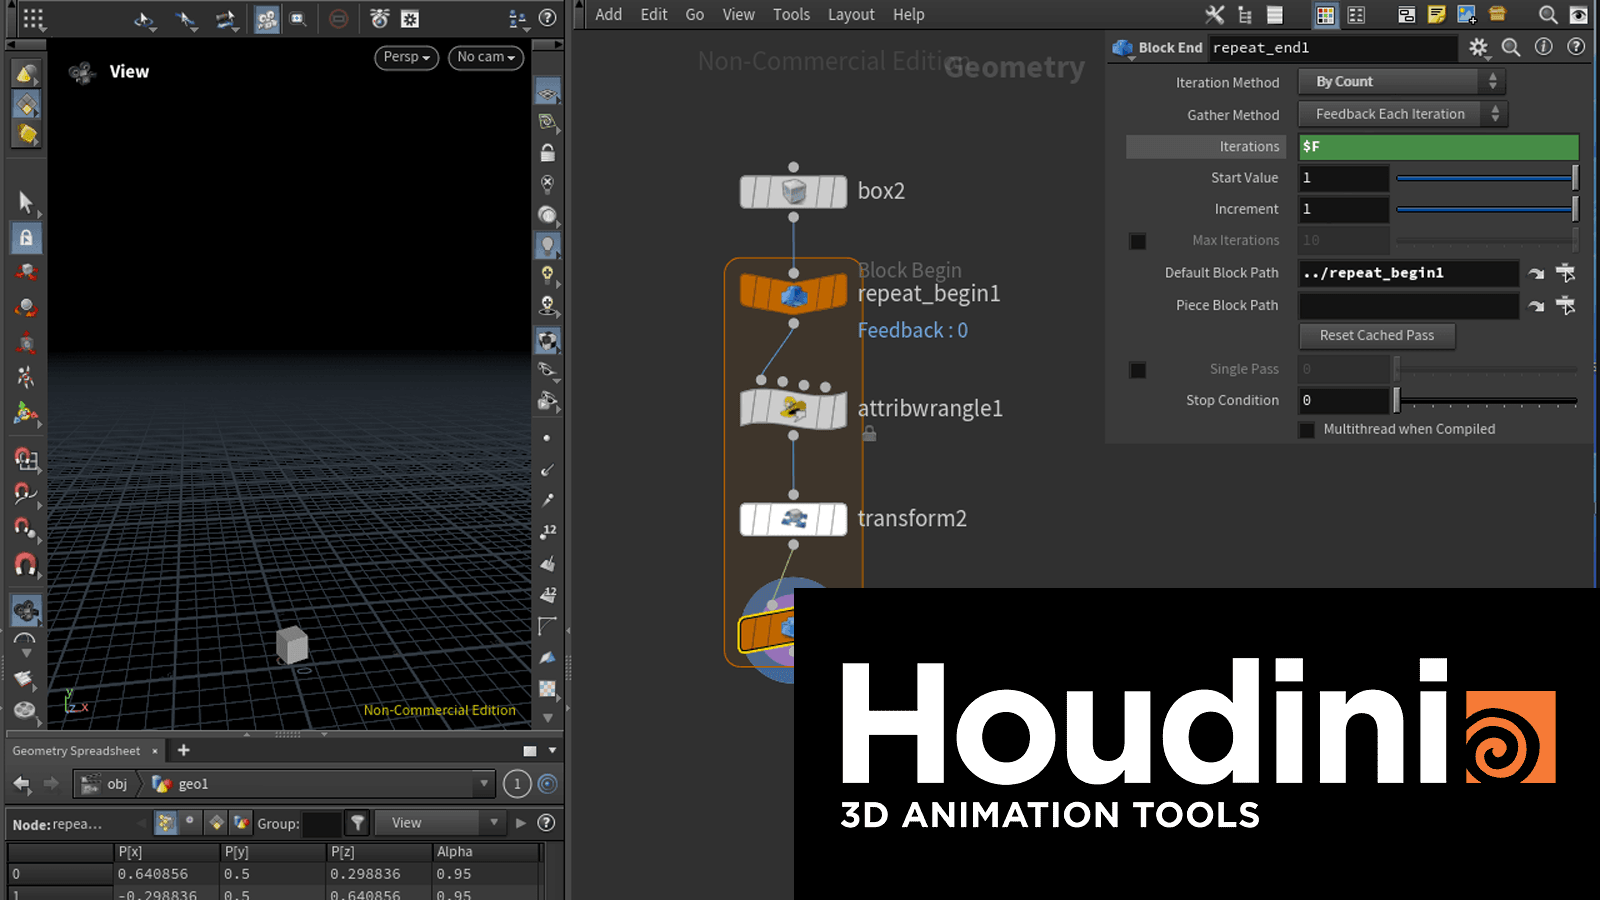 Add Edit Go View Tools Layout Help
View
Persp
No cam
Non-Commercial Edition
Geometry
Block End repeat_end1
Iteration Method By Count
Gather Method Feedback Each Iteration
Iterations $F
Start Value 1
Increment 1
Max Iterations 10
Default Block Path ../repeat_begin1
Piece Block Path
Reset Cached Pass
Single Pass 0
Stop Condition 0
Multithread when Compiled
box2
Block Begin
repeat_begin1
Feedback : 0
attribwrangle1
transform2
12
12
y
z x
Non-Commercial Edition
Geometry Spreadsheet × +
obj geo1 1
Node: repea... Group: View
P[x] P[y] P[z] Alpha
0 0.640856 0.5 0.298836 0.95
1 -0.298836 0.5 0.640856 0.95
Houdini
3D ANIMATION TOOLS